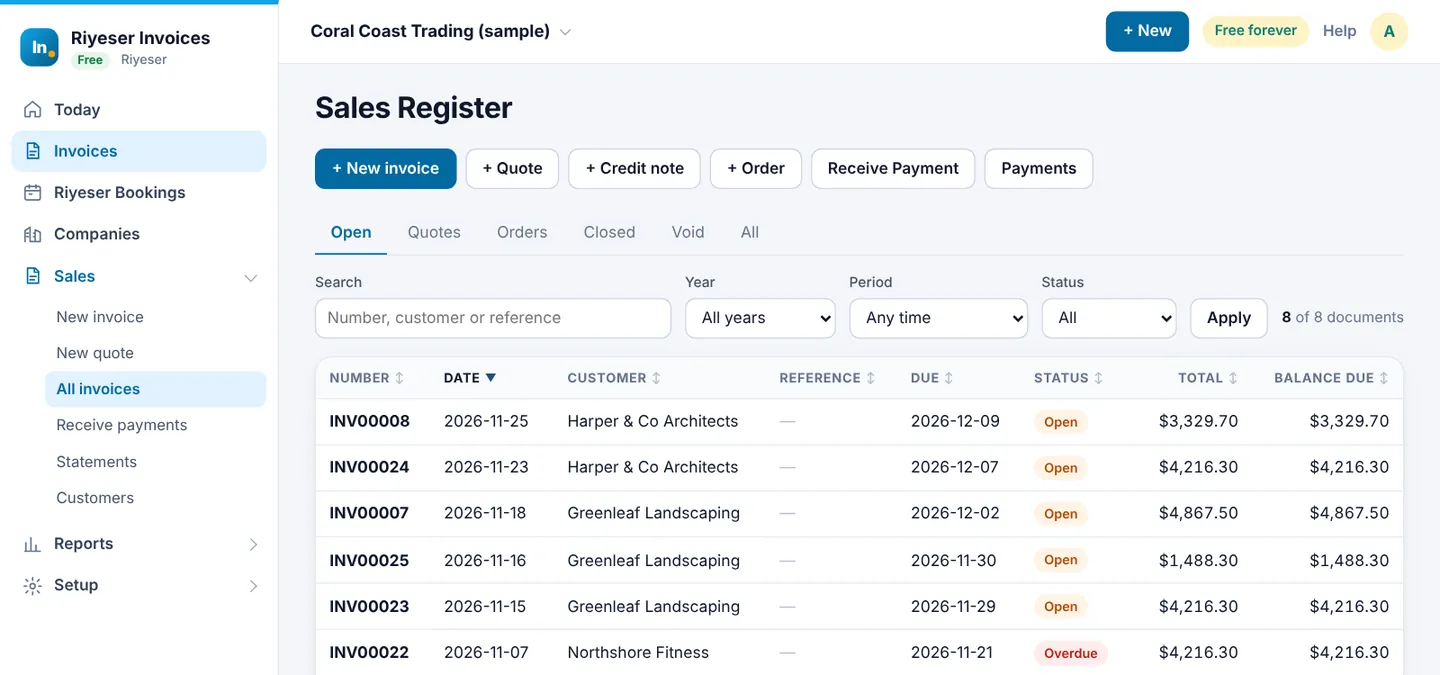 In.
Riyeser Invoices
Free Riyeser
Today
Invoices
Riyeser Bookings
Companies
Sales
New invoice
New quote
All invoices
Receive payments
Statements
Customers
Reports
Setup
Coral Coast Trading (sample)
+ New Free forever Help A
Sales Register
+ New invoice + Quote + Credit note + Order Receive Payment Payments
Open Quotes Orders Closed Void All
Search Year Period Status
Number, customer or reference All years Any time All Apply 8 of 8 documents
NUMBER DATE CUSTOMER REFERENCE DUE STATUS TOTAL BALANCE DUE
INV00008 2026-11-25 Harper & Co Architects — 2026-12-09 Open $3,329.70 $3,329.70
INV00024 2026-11-23 Harper & Co Architects — 2026-12-07 Open $4,216.30 $4,216.30
INV00007 2026-11-18 Greenleaf Landscaping — 2026-12-02 Open $4,867.50 $4,867.50
INV00025 2026-11-16 Greenleaf Landscaping — 2026-11-30 Open $1,488.30 $1,488.30
INV00023 2026-11-15 Greenleaf Landscaping — 2026-11-29 Open $4,216.30 $4,216.30
INV00022 2026-11-07 Northshore Fitness — 2026-11-21 Overdue $4,216.30 $4,216.30